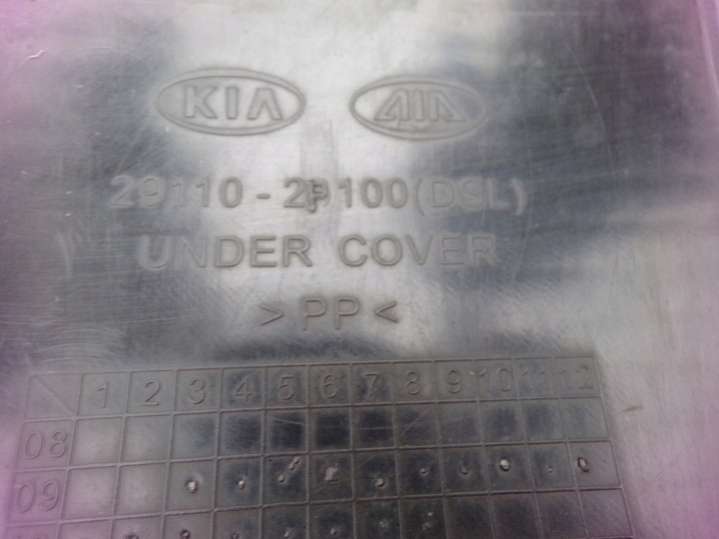 KIA KIA
29110-2P100(DSL)
UNDER COVER
>PP<
1 2 3 4 5 6 7 8 9 10 11 12
08
09